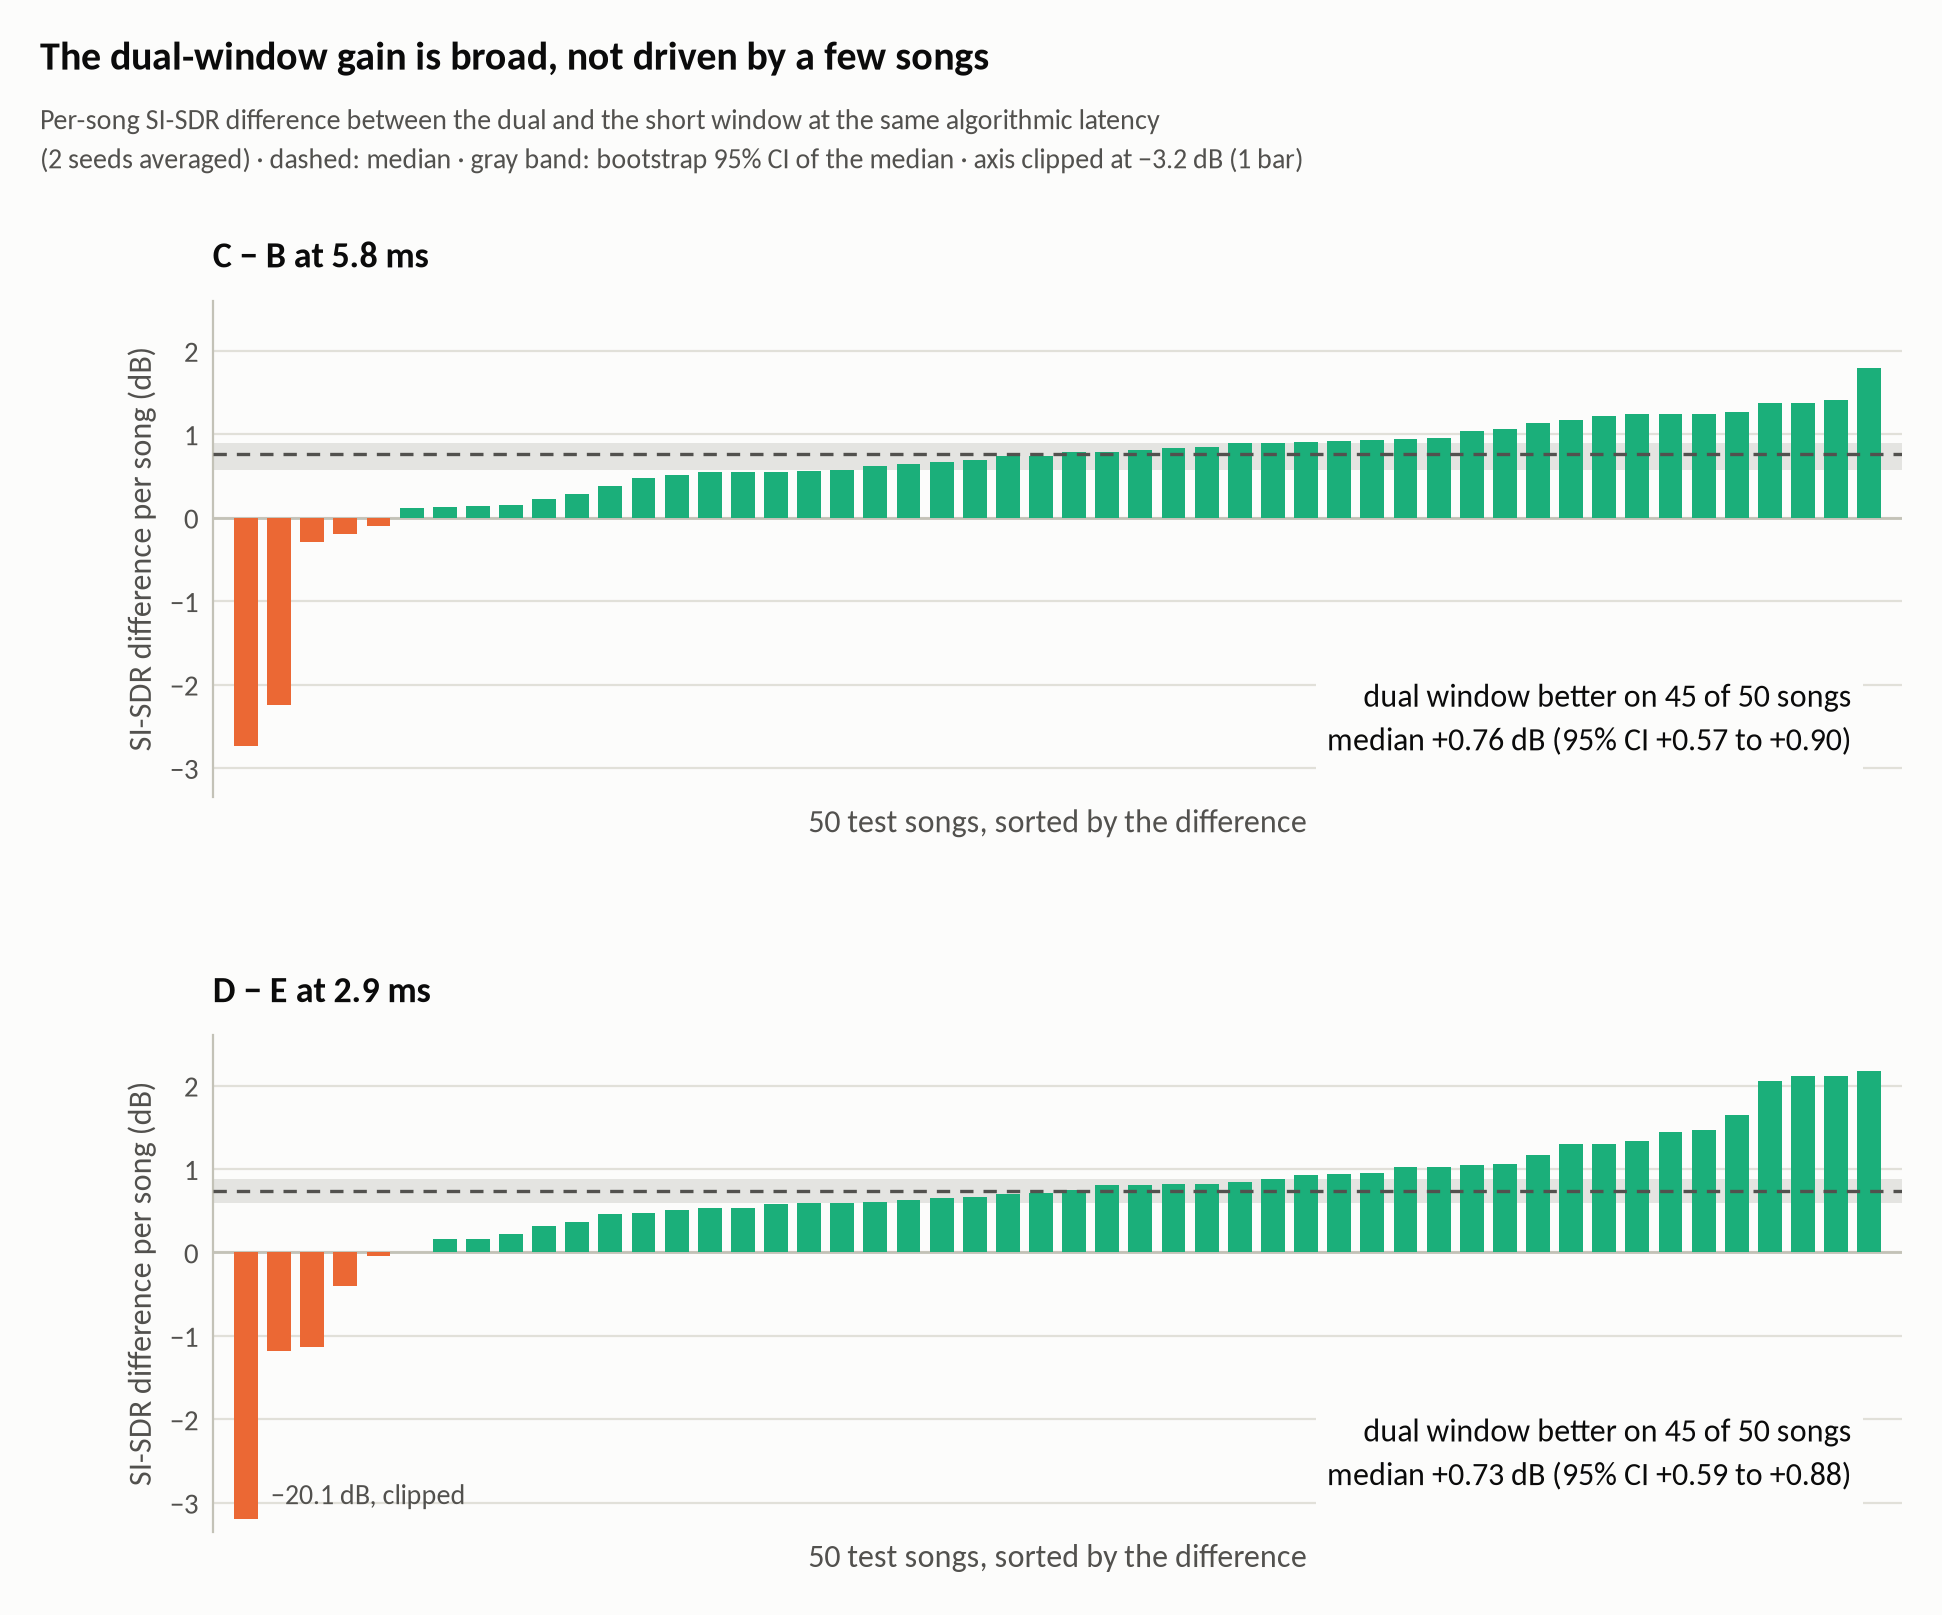 The dual-window gain is broad, not driven by a few songs
Per-song SI-SDR difference between the dual and the short window at the same algorithmic latency
(2 seeds averaged) · dashed: median · gray band: bootstrap 95% CI of the median · axis clipped at −3.2 dB (1 bar)
C − B at 5.8 ms
SI-SDR difference per song (dB)
2
1
0
−1
−2
−3
dual window better on 45 of 50 songs
median +0.76 dB (95% CI +0.57 to +0.90)
50 test songs, sorted by the difference
D − E at 2.9 ms
SI-SDR difference per song (dB)
2
1
0
−1
−2
−3
−20.1 dB, clipped
dual window better on 45 of 50 songs
median +0.73 dB (95% CI +0.59 to +0.88)
50 test songs, sorted by the difference